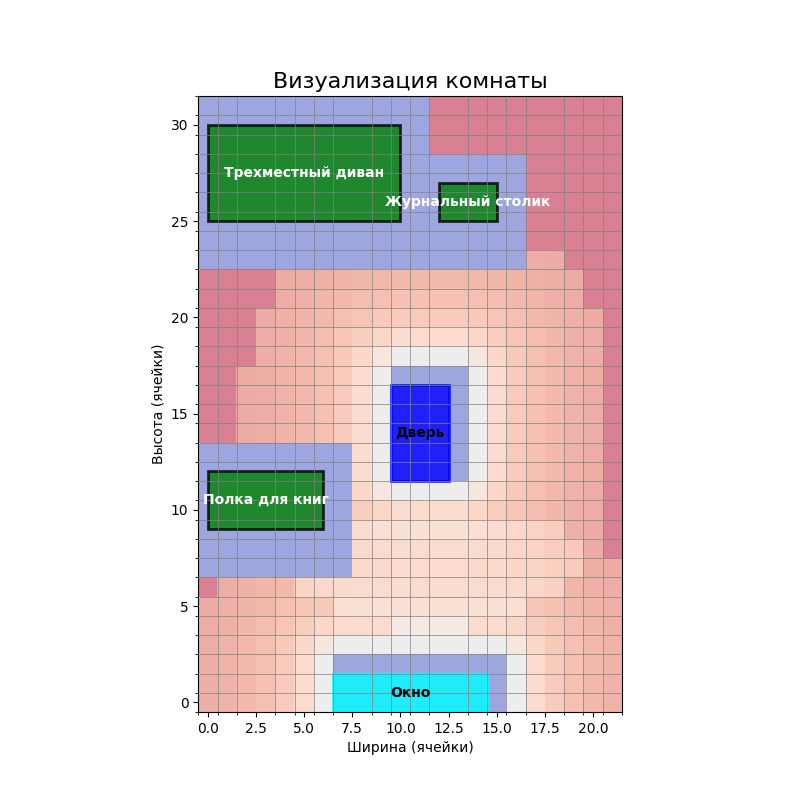 Визуализация комнаты
30
Трехместный диван
Журнальный столик
25
20
15
Дверь
Высота (ячейки)
10
Полка для книг
5
Окно
0
0.0 2.5 5.0 7.5 10.0 12.5 15.0 17.5 20.0
Ширина (ячейки)